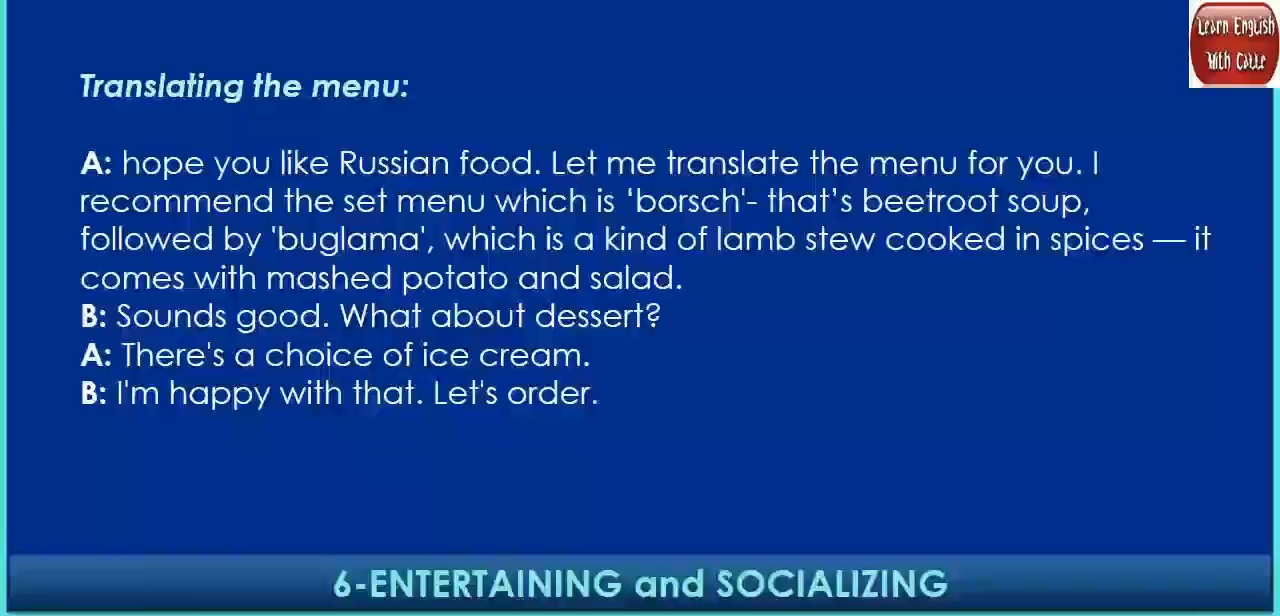 Learn English
With
Translating the menu:
A: hope you like Russian food. Let me translate the menu for you. I
recommend the set menu which is ‘borsch'- that’s beetroot soup,
followed by 'buglama', which is a kind of lamb stew cooked in spices — it
comes with mashed potato and salad.
B: Sounds good. What about dessert?
A: There's a choice of ice cream.
B: I'm happy with that. Let's order.
6-ENTERTAINING and SOCIALIZING